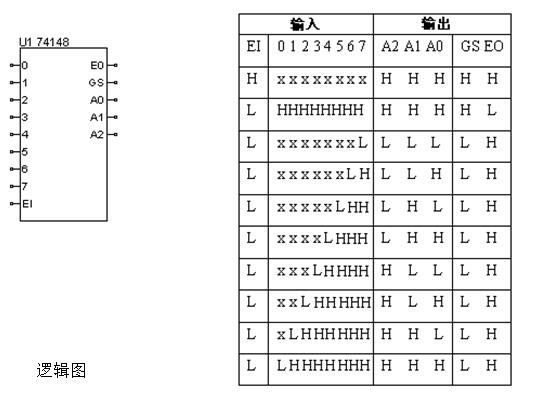 U1 74148
0 E0
1 GS
2 A0
3 A1
4 A2
5
6
7
EI
逻辑图
输入 输出
EI 0 1 2 3 4 5 6 7 A2 A1 A0 GS EO
H x x x x x x x x H H H H H
L H H H H H H H H H H H H L
L x x x x x x x L L L L L H
L x x x x x x L H L L H L H
L x x x x x L H H L H L L H
L x x x x L H H H L H H L H
L x x x L H H H H H L L L H
L x x L H H H H H H L H L H
L x L H H H H H H H H L L H
L L H H H H H H H H H H L H